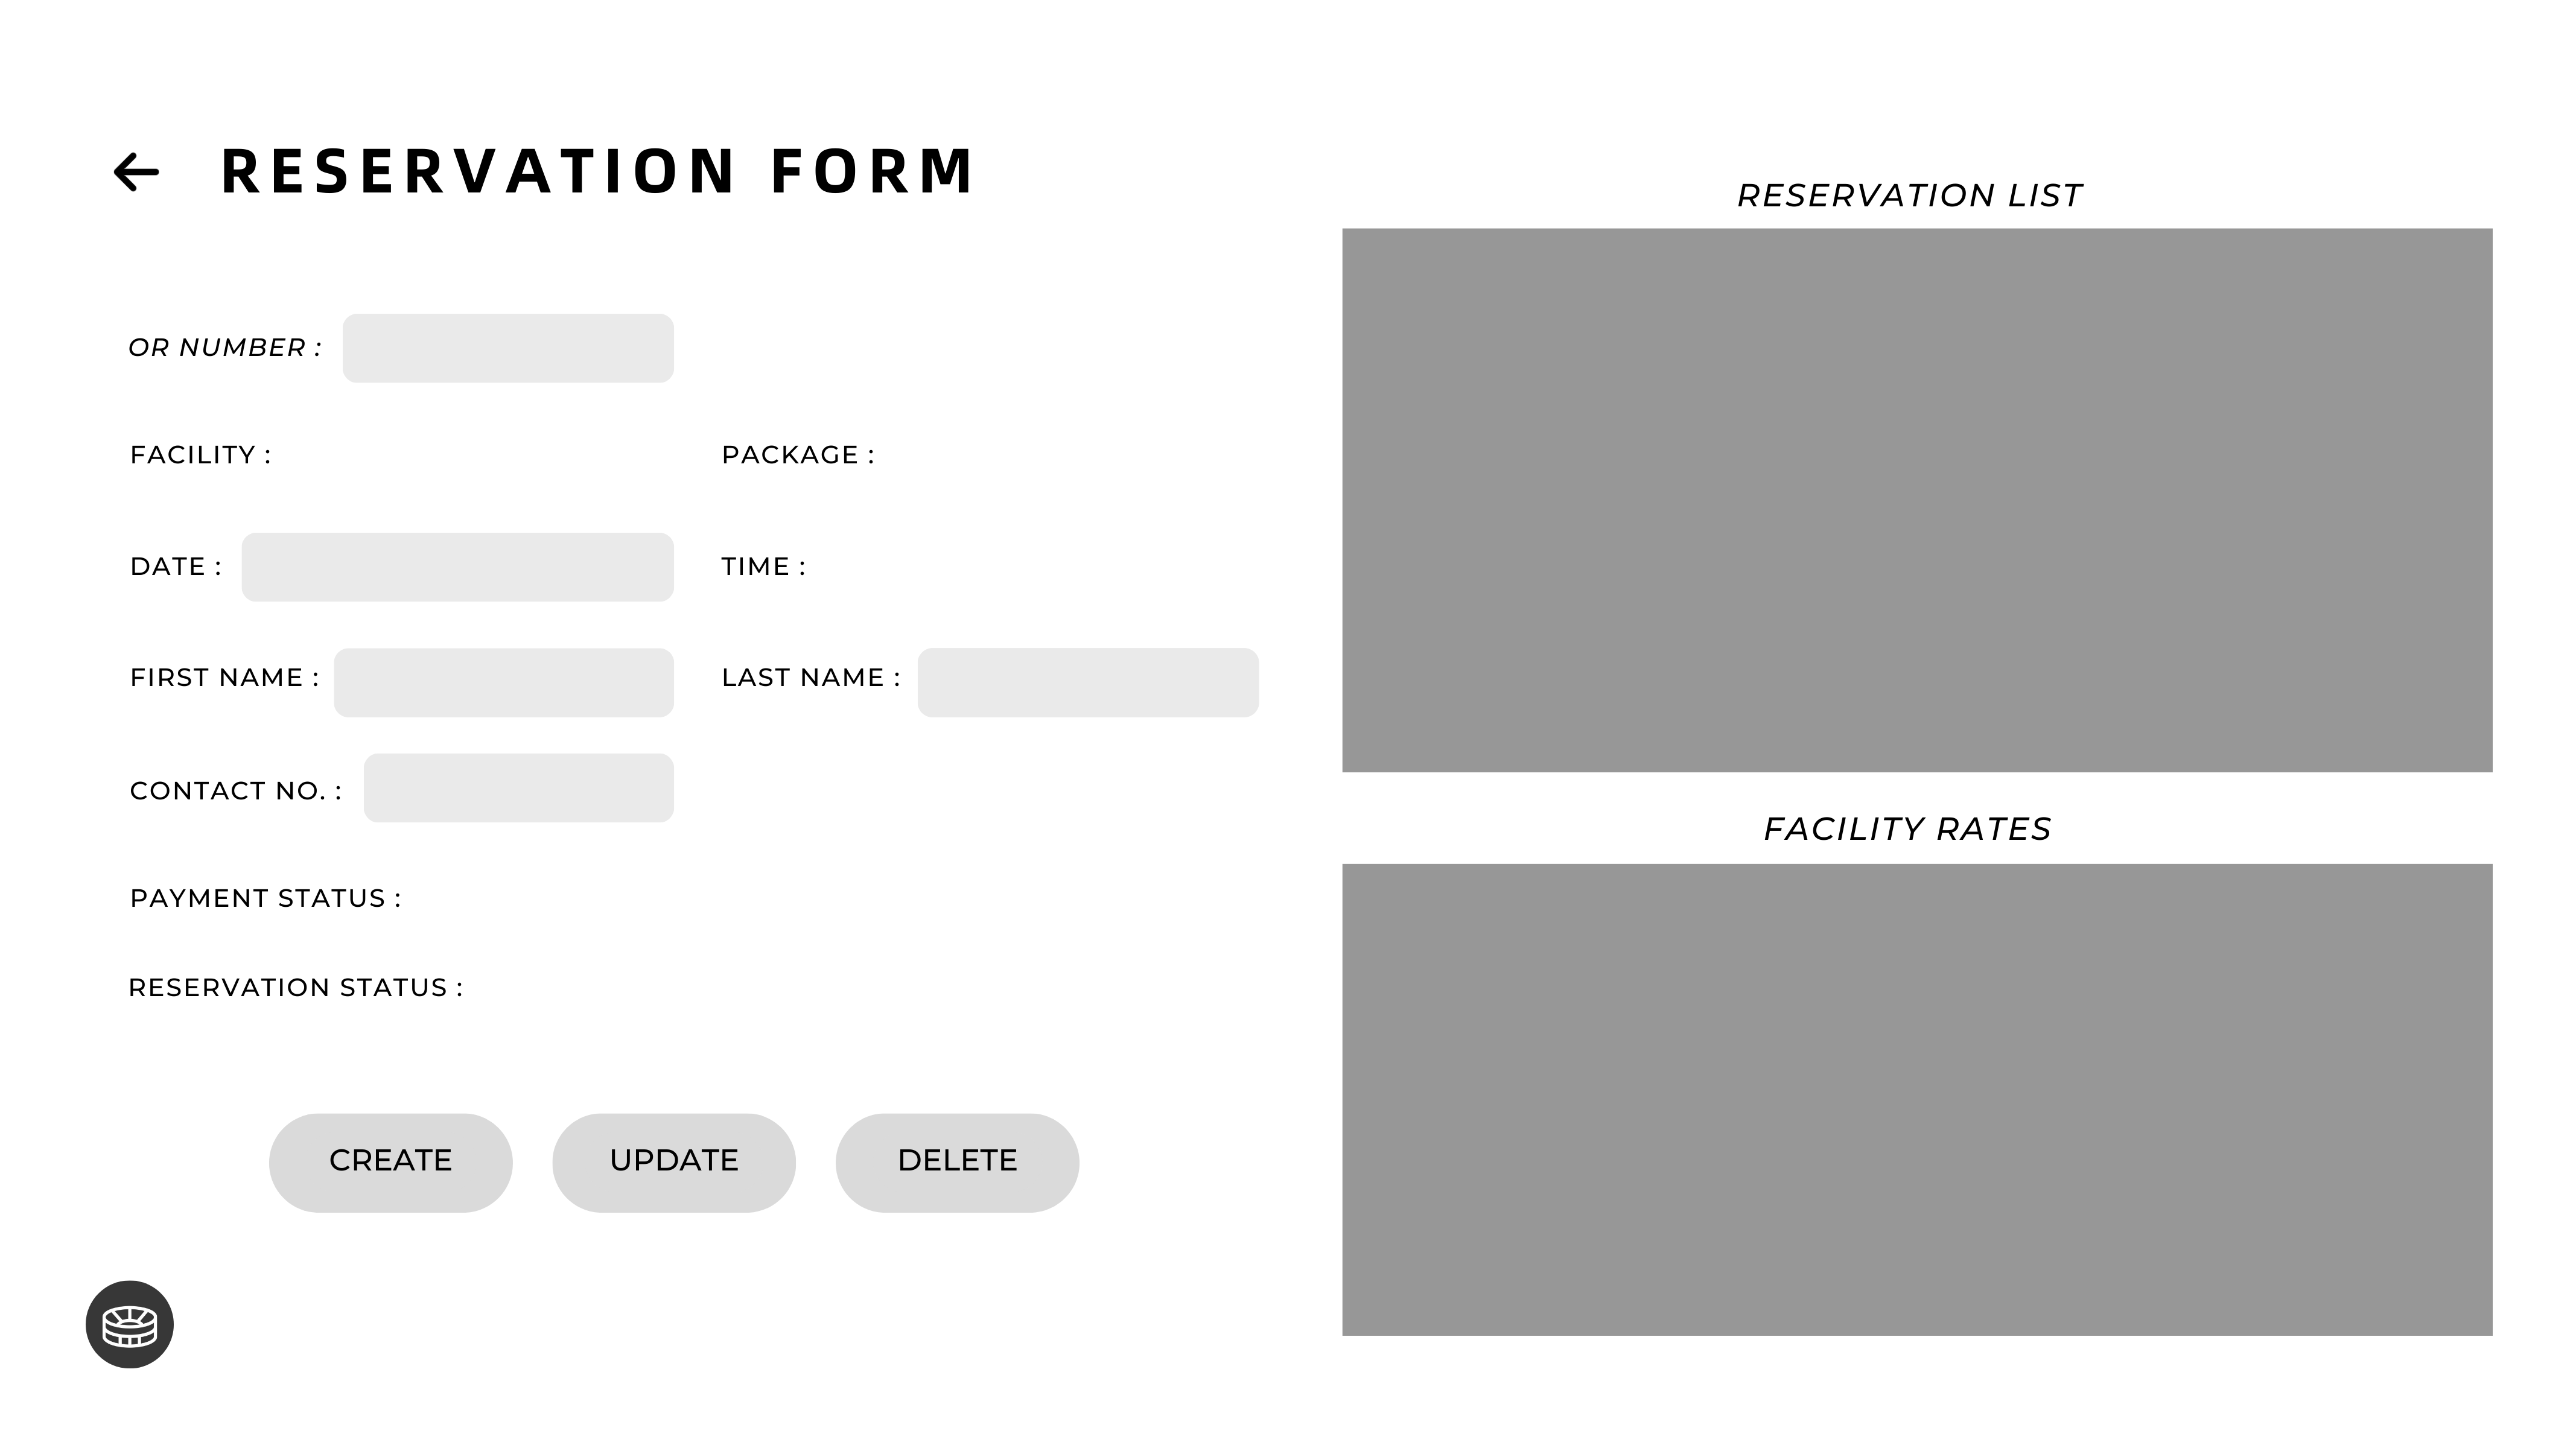 RESERVATION FORM
OR NUMBER :
FACILITY :
PACKAGE :
DATE :
TIME :
FIRST NAME :
LAST NAME :
CONTACT NO. :
PAYMENT STATUS :
RESERVATION STATUS :
CREATE
UPDATE
DELETE
RESERVATION LIST
FACILITY RATES